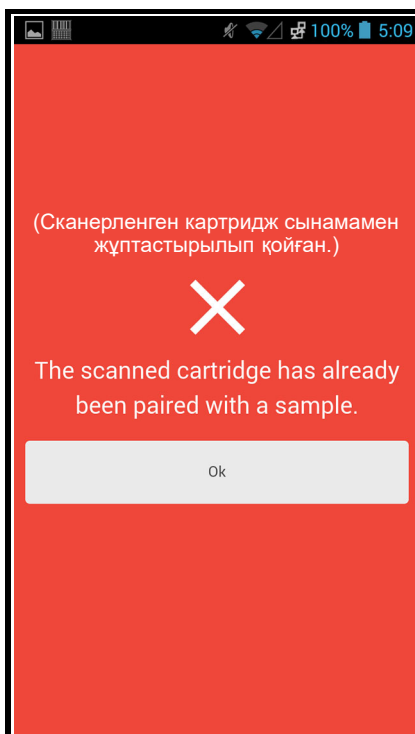 100% 5:09
(Сканерленген картридж сынамамен
жұптастырылып қойған.)
The scanned cartridge has already
been paired with a sample.
Ok